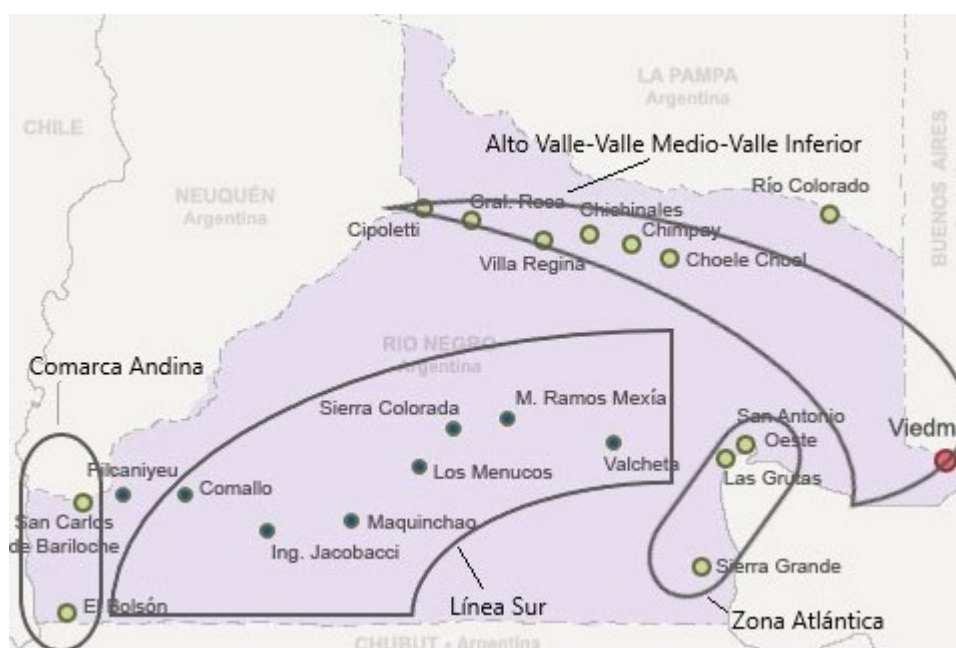 LA PAMPA
Argentina
CHILE
BUENOS AIRES
Alto Valle-Valle Medio-Valle Inferior
NEUQUÉN
Argentina
Río Colorado
Gral. Roca
Chichinales
Cipoletti
Chimpay
Villa Regina
Choele Choel
RIO NEGRO
Argentina
Comarca Andina
Sierra Colorada
M. Ramos Mexía
San Antonio
Oeste
Viedm
Pilcaniyeu
Comallo
Los Menucos
Valcheta
Las Grutas
San Carlos
de Bariloche
Maquinchao
Ing. Jacobacci
Sierra Grande
El Bolsón
Línea Sur
Zona Atlántica
CHUBUT • Argentina